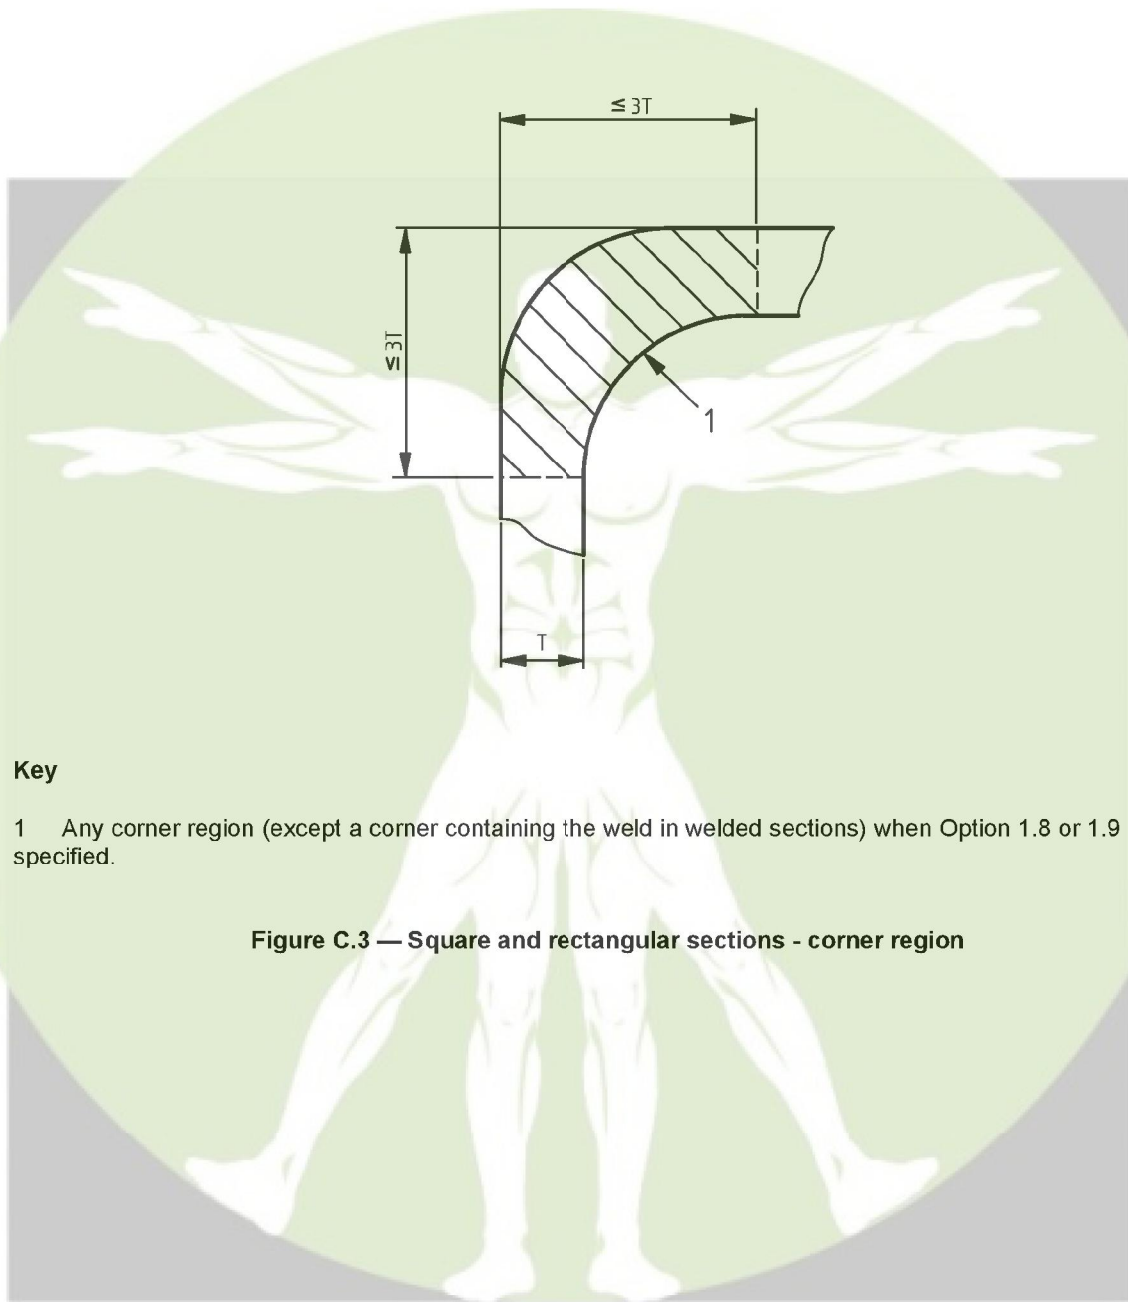 ≤ 3T
≤ 3T
1
T
Key
1 Any corner region (except a corner containing the weld in welded sections) when Option 1.8 or 1.9
specified.
Figure C.3 — Square and rectangular sections - corner region